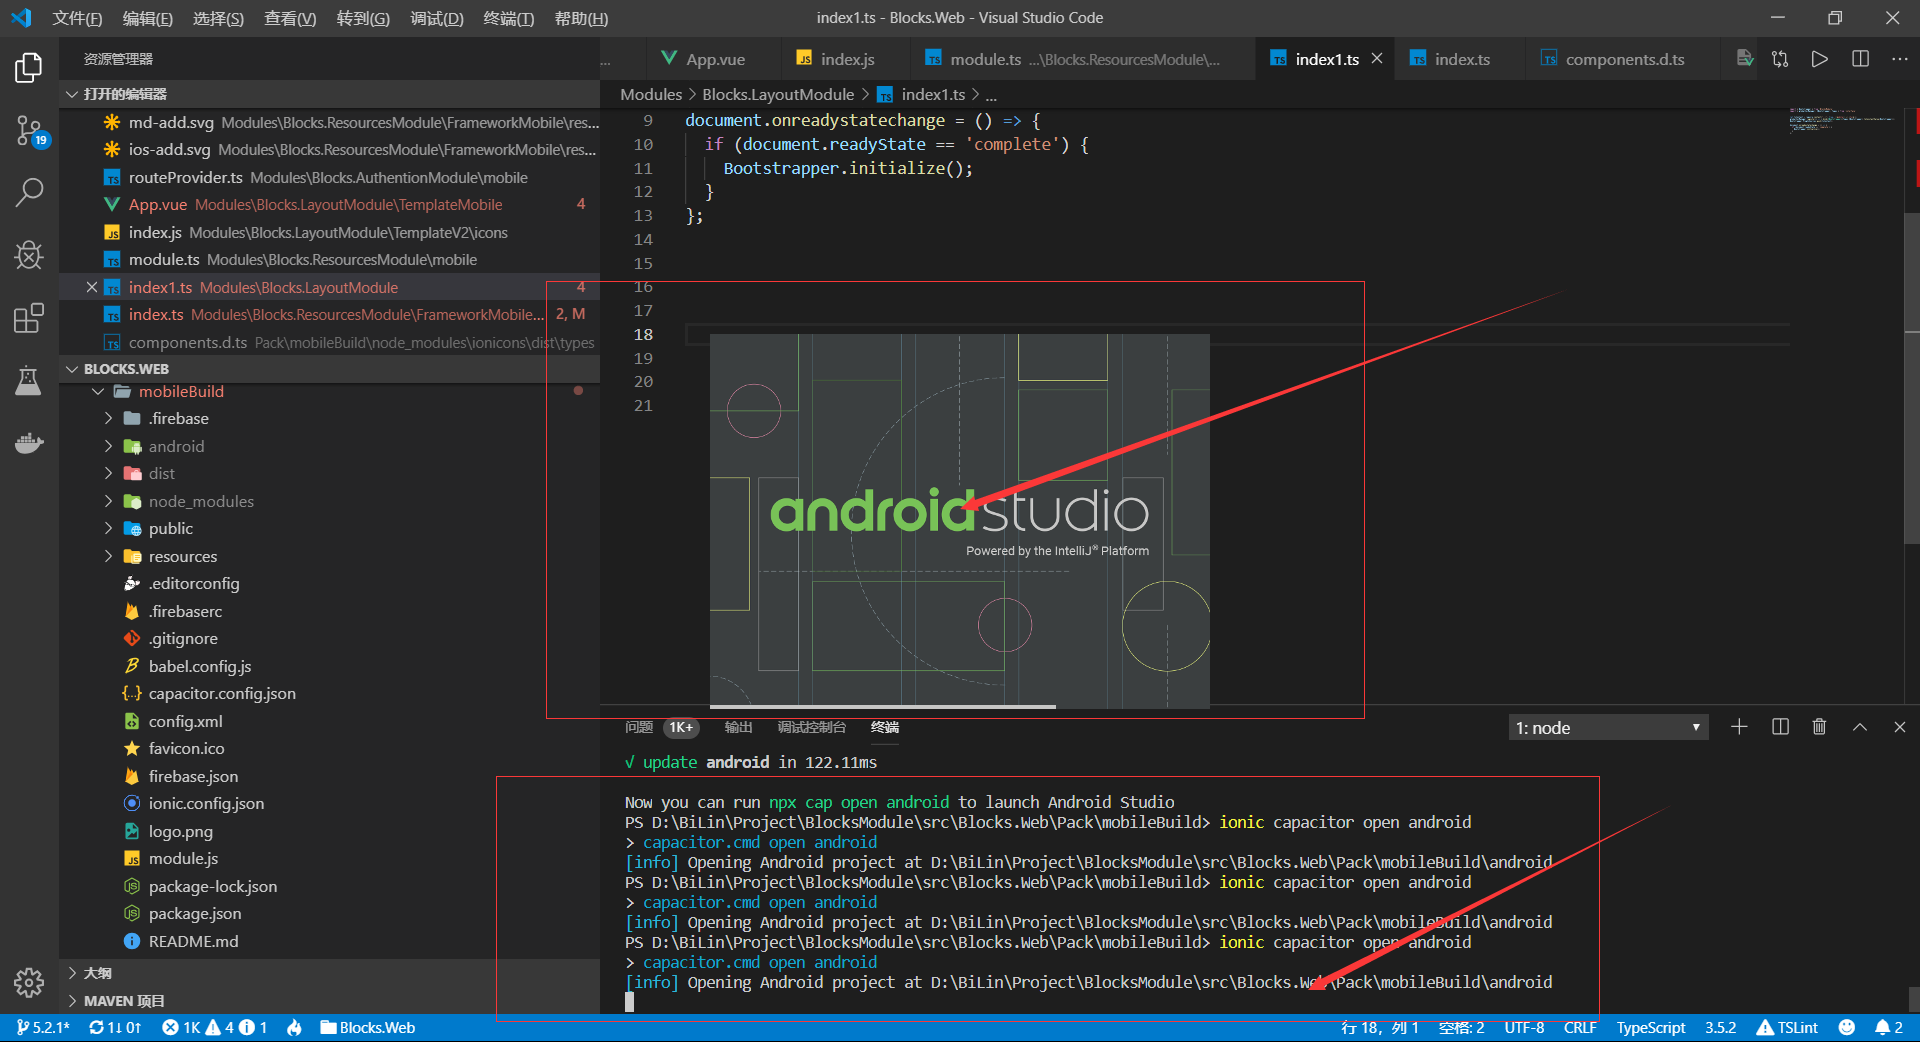 文件(F) 编辑(E) 选择(S) 查看(V) 转到(G) 调试(D) 终端(T) 帮助(H)
index1.ts - Blocks.Web - Visual Studio Code
资源管理器
... App.vue index.js module.ts ...\Blocks.ResourcesModule\... index1.ts index.ts components.d.ts
打开的编辑器
md-add.svg Modules\Blocks.ResourcesModule\FrameworkMobile\res...
ios-add.svg Modules\Blocks.ResourcesModule\FrameworkMobile\res...
routeProvider.ts Modules\Blocks.AuthentionModule\mobile
App.vue Modules\Blocks.LayoutModule\TemplateMobile 4
index.js Modules\Blocks.LayoutModule\TemplateV2\icons
module.ts Modules\Blocks.ResourcesModule\mobile
index1.ts Modules\Blocks.LayoutModule 4
index.ts Modules\Blocks.ResourcesModule\FrameworkMobile... 2, M
components.d.ts Pack\mobileBuild\node_modules\ionicons\dist\types
19
BLOCKS.WEB
mobileBuild
.firebase
android
dist
node_modules
public
resources
.editorconfig
.firebaserc
.gitignore
babel.config.js
capacitor.config.json
config.xml
favicon.ico
firebase.json
ionic.config.json
logo.png
module.js
package-lock.json
package.json
README.md
大纲
MAVEN 项目
Modules > Blocks.LayoutModule > index1.ts > ...
9 document.onreadystatechange = () => {
10 if (document.readyState == 'complete') {
11 Bootstrapper.initialize();
12 }
13 };
14
15
16
17
18
19
20
21
android studio
Powered by the IntelliJ® Platform
问题 1K+ 输出 调试控制台 终端 1: node
√ update android in 122.11ms
Now you can run npx cap open android to launch Android Studio
PS D:\BiLin\Project\BlocksModule\src\Blocks.Web\Pack\mobileBuild> ionic capacitor open android
> capacitor.cmd open android
[info] Opening Android project at D:\BiLin\Project\BlocksModule\src\Blocks.Web\Pack\mobileBuild\android
PS D:\BiLin\Project\BlocksModule\src\Blocks.Web\Pack\mobileBuild> ionic capacitor open android
> capacitor.cmd open android
[info] Opening Android project at D:\BiLin\Project\BlocksModule\src\Blocks.Web\Pack\mobileBuild\android
PS D:\BiLin\Project\BlocksModule\src\Blocks.Web\Pack\mobileBuild> ionic capacitor open android
> capacitor.cmd open android
[info] Opening Android project at D:\BiLin\Project\BlocksModule\src\Blocks.Web\Pack\mobileBuild\android
5.2.1* 1↓ 0↑ 1K 4 1 Blocks.Web 行 18，列 1 空格: 2 UTF-8 CRLF TypeScript 3.5.2 TSLint 2